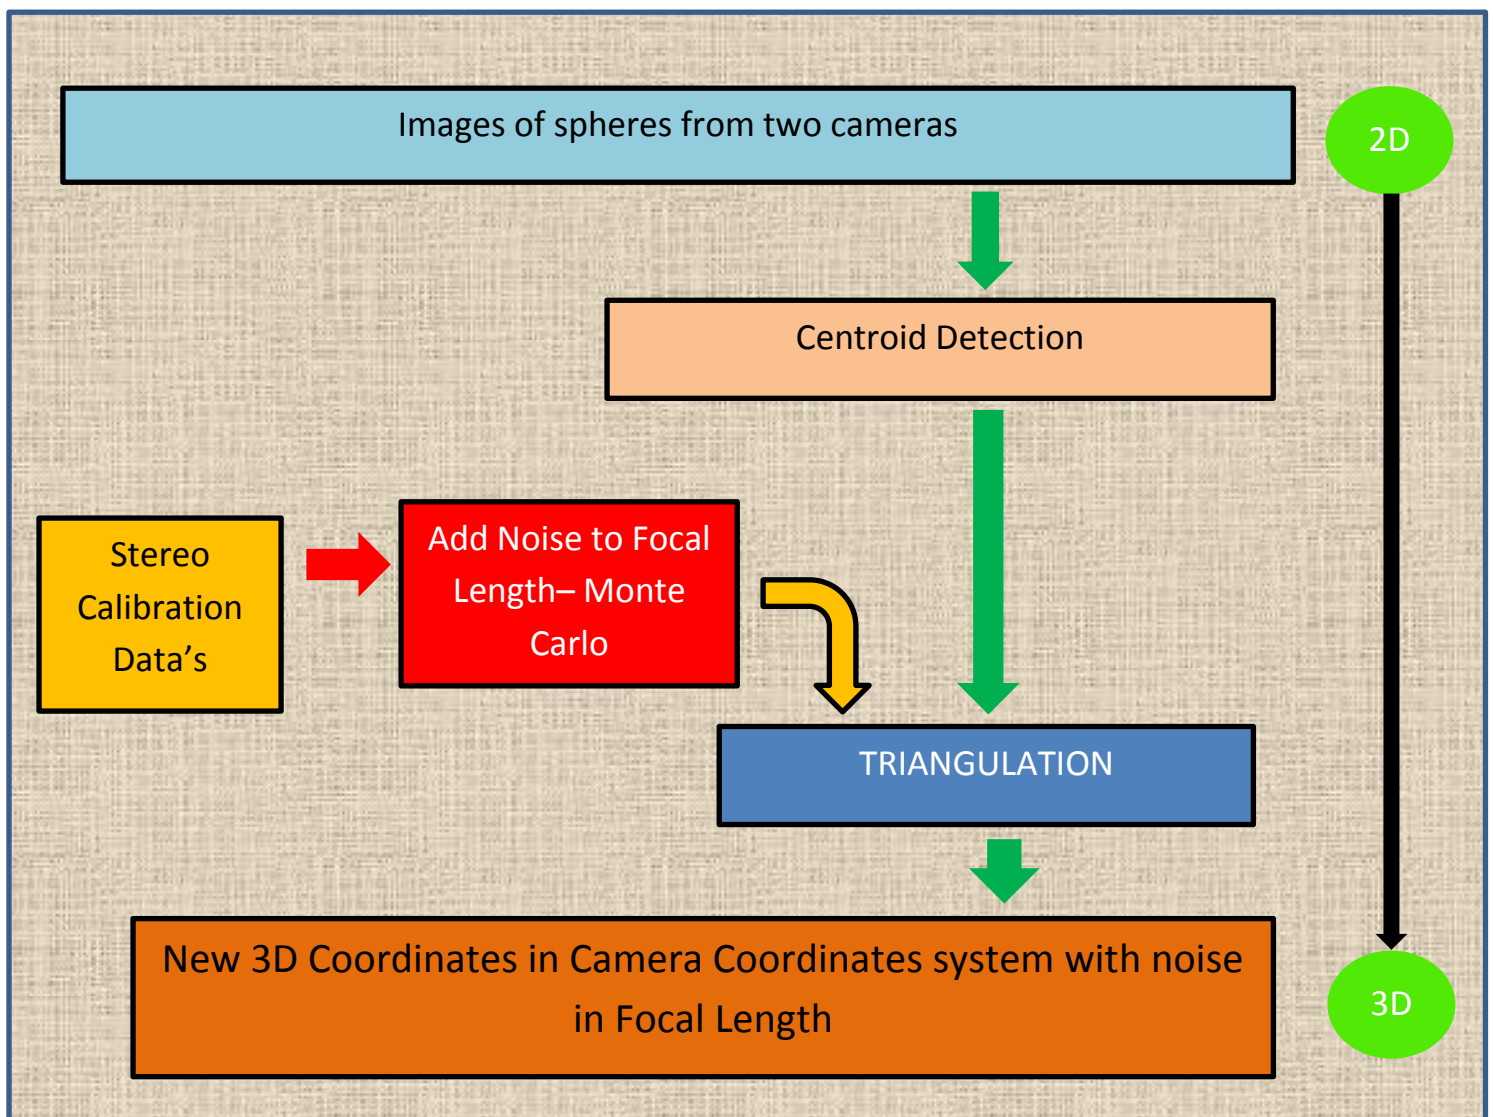 Images of spheres from two cameras
2D
Centroid Detection
Stereo
Calibration
Data’s
Add Noise to Focal
Length– Monte
Carlo
TRIANGULATION
New 3D Coordinates in Camera Coordinates system with noise
in Focal Length
3D